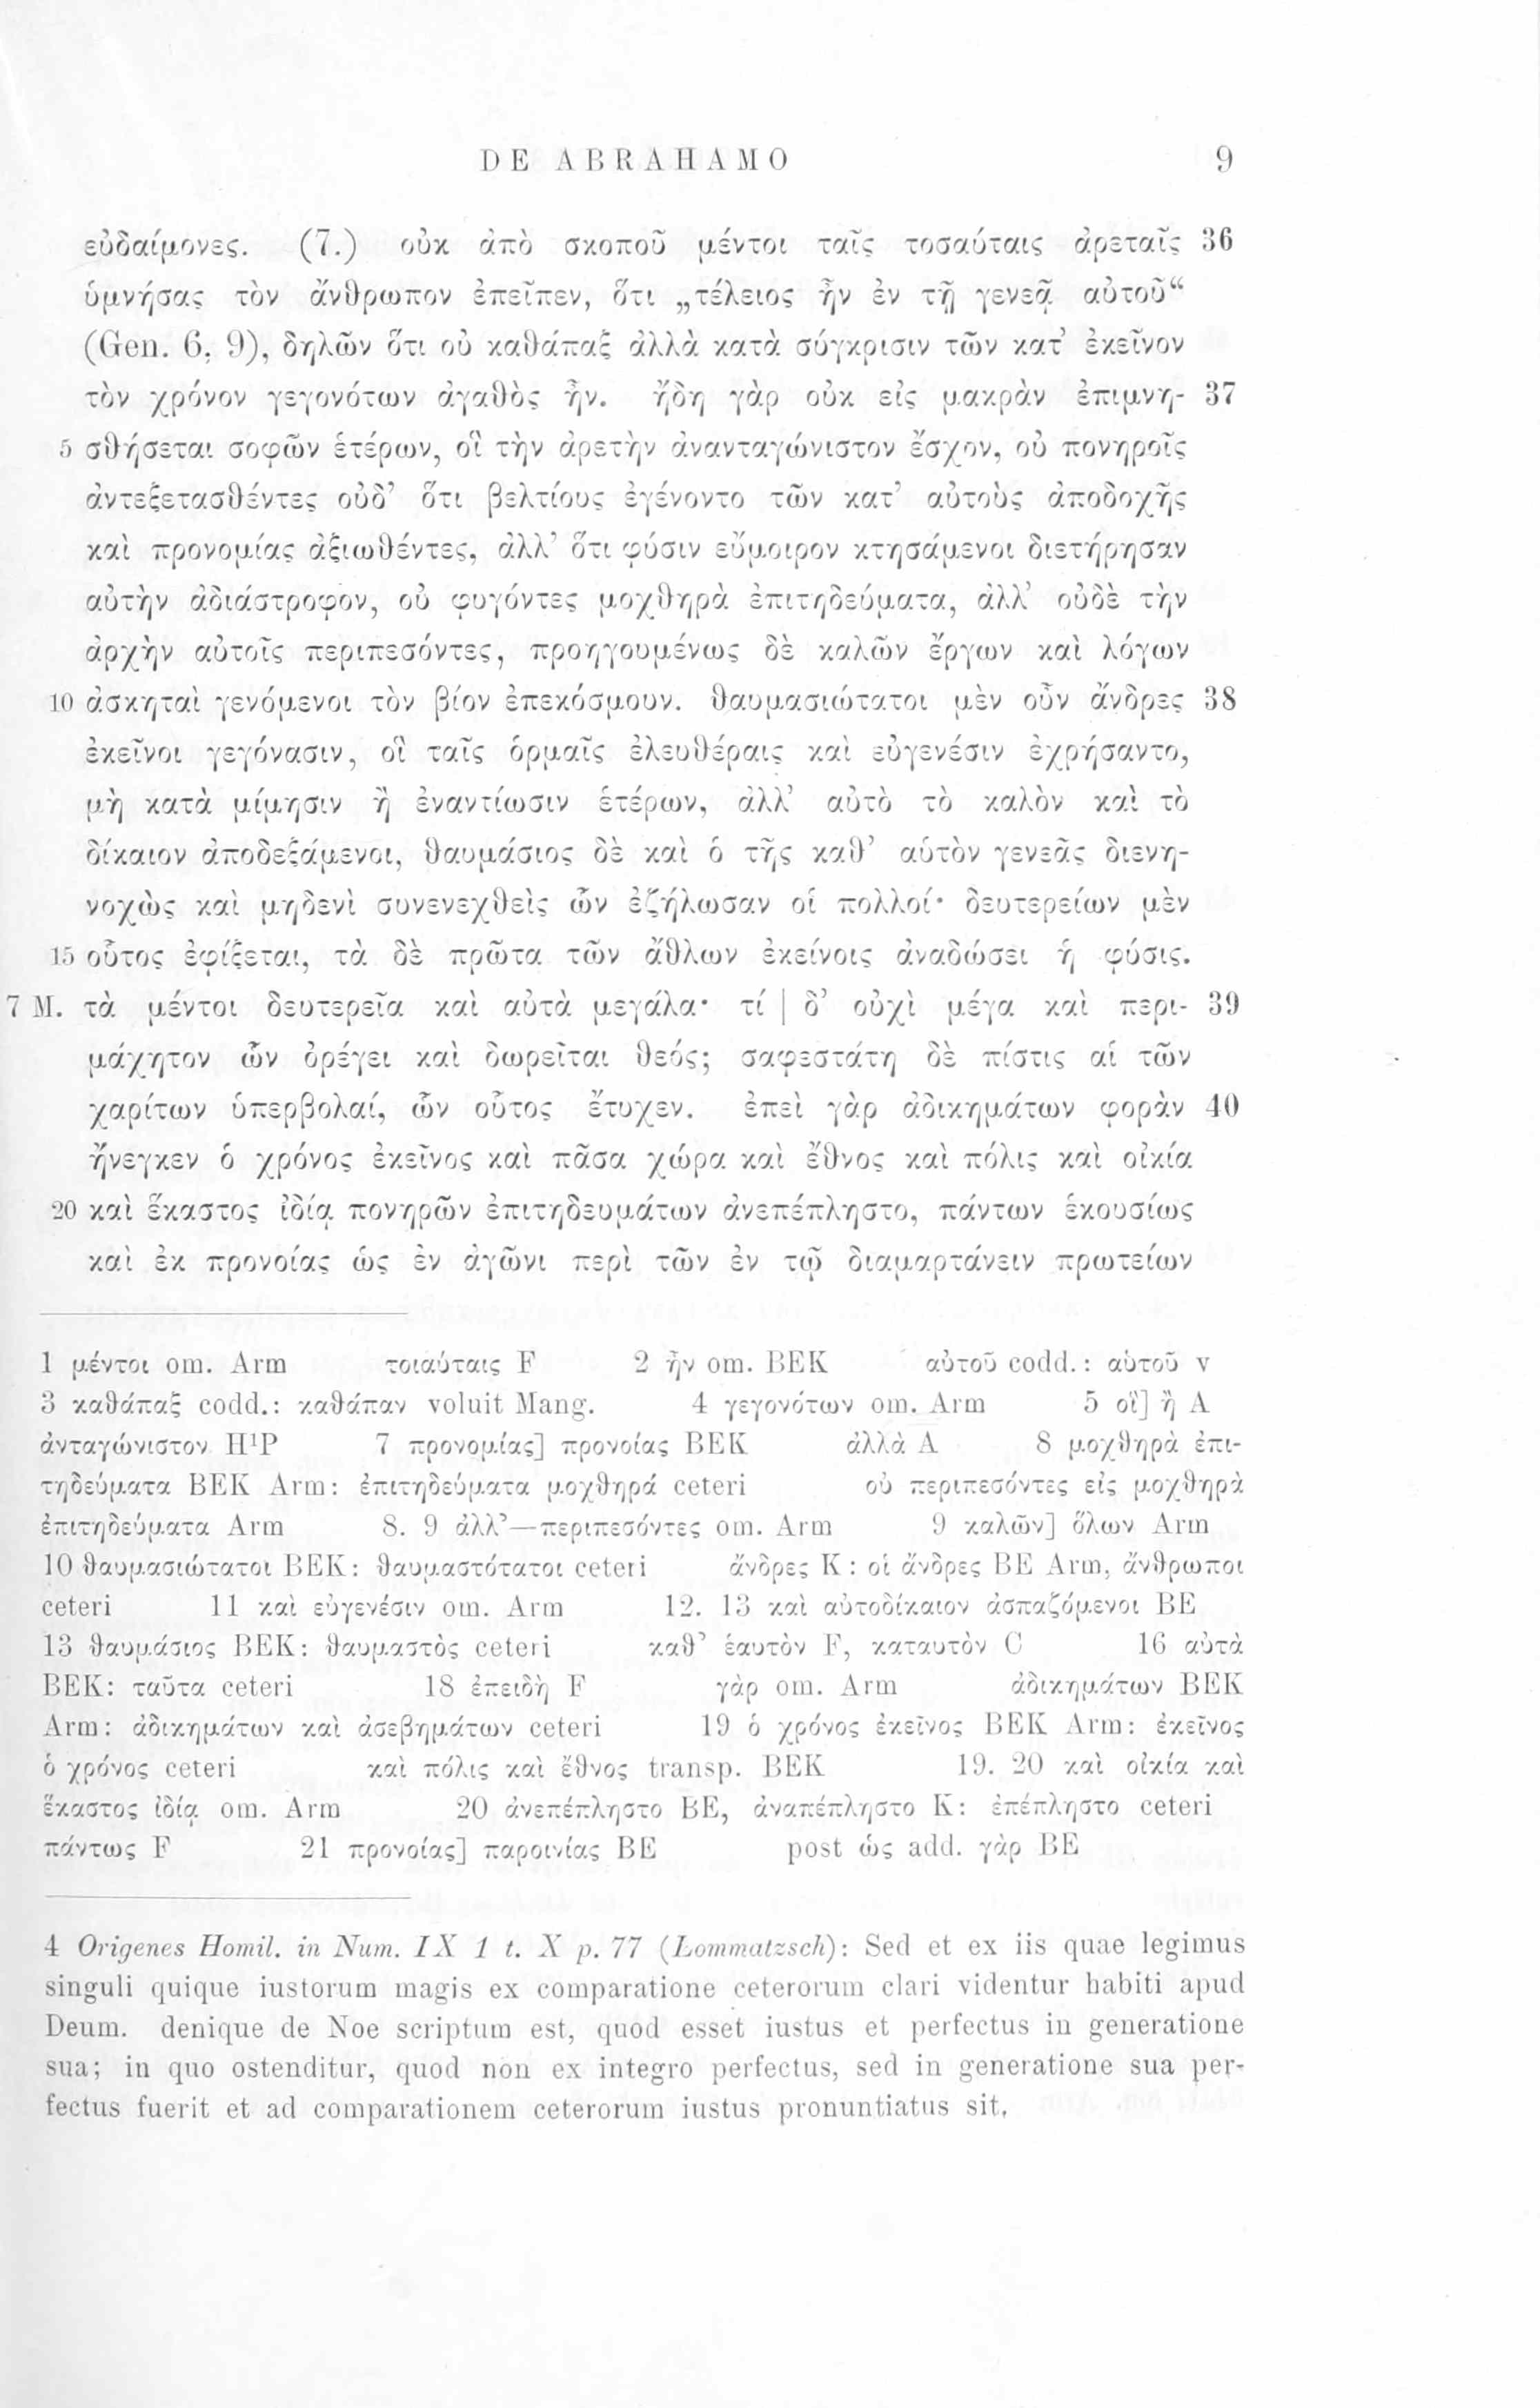 DE ABRAHAMO 9
εὐδαίμονες. (7.) οὐκ ἀπὸ σκοποῦ μέντοι ταῖς τοσαύταις ἀρεταῖς 36
ὑμνήσας τὸν ἄνθρωπον ἐπεῖπεν, ὅτι „τέλειος ἦν ἐν τῇ γενεᾷ αὐτοῦ“
(Gen. 6, 9), δηλῶν ὅτι οὐ καθάπαξ ἀλλὰ κατὰ σύγκρισιν τῶν κατ’ ἐκεῖνον
τὸν χρόνον γεγονότων ἀγαθὸς ἦν. ἤδη γὰρ οὐκ εἰς μακρὰν ἐπιμνη- 37
5 σθήσεται σοφῶν ἑτέρων, οἳ τὴν ἀρετὴν ἀνανταγώνιστον ἔσχον, οὐ πονηροῖς
ἀντεξετασθέντες οὐδ’ ὅτι βελτίους ἐγένοντο τῶν κατ’ αὐτοὺς ἀποδοχῆς
καὶ προνομίας ἀξιωθέντες, ἀλλ’ ὅτι φύσιν εὔμοιρον κτησάμενοι διετήρησαν
αὐτὴν ἀδιάστροφον, οὐ φυγόντες μοχθηρὰ ἐπιτηδεύματα, ἀλλ’ οὐδὲ τὴν
ἀρχὴν αὐτοῖς περιπεσόντες, προηγουμένως δὲ καλῶν ἔργων καὶ λόγων
10 ἀσκηταὶ γενόμενοι τὸν βίον ἐπεκόσμουν. θαυμασιώτατοι μὲν οὖν ἄνδρες 38
ἐκεῖνοι γεγόνασιν, οἳ ταῖς ὁρμαῖς ἐλευθέραις καὶ εὐγενέσιν ἐχρήσαντο,
μὴ κατὰ μίμησιν ἢ ἐναντίωσιν ἑτέρων, ἀλλ’ αὐτὸ τὸ καλὸν καὶ τὸ
δίκαιον ἀποδεξάμενοι, θαυμάσιος δὲ καὶ ὁ τῆς καθ’ αὑτὸν γενεᾶς διενη-
νοχὼς καὶ μηδενὶ συνενεχθεὶς ὧν ἐζήλωσαν οἱ πολλοί· δευτερείων μὲν
15 οὗτος ἐφίξεται, τὰ δὲ πρῶτα τῶν ἄθλων ἐκείνοις ἀναδώσει ἡ φύσις.
7 M. τὰ μέντοι δευτερεῖα καὶ αὐτὰ μεγάλα· τί | δ’ οὐχὶ μέγα καὶ περι- 39
μάχητον ὧν ὀρέγει καὶ δωρεῖται θεός; σαφεστάτη δὲ πίστις αἱ τῶν
χαρίτων ὑπερβολαί, ὧν οὗτος ἔτυχεν. ἐπεὶ γὰρ ἀδικημάτων φορὰν 40
ἤνεγκεν ὁ χρόνος ἐκεῖνος καὶ πᾶσα χώρα καὶ ἔθνος καὶ πόλις καὶ οἰκία
20 καὶ ἕκαστος ἰδίᾳ πονηρῶν ἐπιτηδευμάτων ἀνεπέπληστο, πάντων ἑκουσίως
καὶ ἐκ προνοίας ὡς ἐν ἀγῶνι περὶ τῶν ἐν τῷ διαμαρτάνειν πρωτείων
1 μέντοι om. Arm τοιαύταις F 2 ἦν om. BEK αὐτοῦ codd.: αὑτοῦ v
3 καθάπαξ codd.: καθάπαν voluit Mang. 4 γεγονότων om. Arm 5 οἳ] ἢ A
ἀνταγώνιστον H¹P 7 προνομίας] προνοίας BEK ἀλλὰ A 8 μοχθηρὰ ἐπι-
τηδεύματα BEK Arm: ἐπιτηδεύματα μοχθηρά ceteri οὐ περιπεσόντες εἰς μοχθηρὰ
ἐπιτηδεύματα Arm 8. 9 ἀλλ’—περιπεσόντες om. Arm 9 καλῶν] ὅλων Arm
10 θαυμασιώτατοι BEK: θαυμαστότατοι ceteri ἄνδρες K: οἱ ἄνδρες BE Arm, ἄνθρωποι
ceteri 11 καὶ εὐγενέσιν om. Arm 12. 13 καὶ αὐτοδίκαιον ἀσπαζόμενοι BE
13 θαυμάσιος BEK: θαυμαστὸς ceteri καθ’ ἑαυτὸν F, καταυτὸν C 16 αὐτὰ
BEK: ταῦτα ceteri 18 ἐπειδὴ F γὰρ om. Arm ἀδικημάτων BEK
Arm: ἀδικημάτων καὶ ἀσεβημάτων ceteri 19 ὁ χρόνος ἐκεῖνος BEK Arm: ἐκεῖνος
ὁ χρόνος ceteri καὶ πόλις καὶ ἔθνος transp. BEK 19. 20 καὶ οἰκία καὶ
ἕκαστος ἰδίᾳ om. Arm 20 ἀνεπέπληστο BE, ἀναπέπληστο K: ἐπέπληστο ceteri
πάντως F 21 προνοίας] παροινίας BE post ὡς add. γὰρ BE
4 Origenes Homil. in Num. IX 1 t. X p. 77 (Lommatzsch): Sed et ex iis quae legimus
singuli quique iustorum magis ex comparatione ceterorum clari videntur habiti apud
Deum. denique de Noe scriptum est, quod esset iustus et perfectus in generatione
sua; in quo ostenditur, quod non ex integro perfectus, sed in generatione sua per-
fectus fuerit et ad comparationem ceterorum iustus pronuntiatus sit.